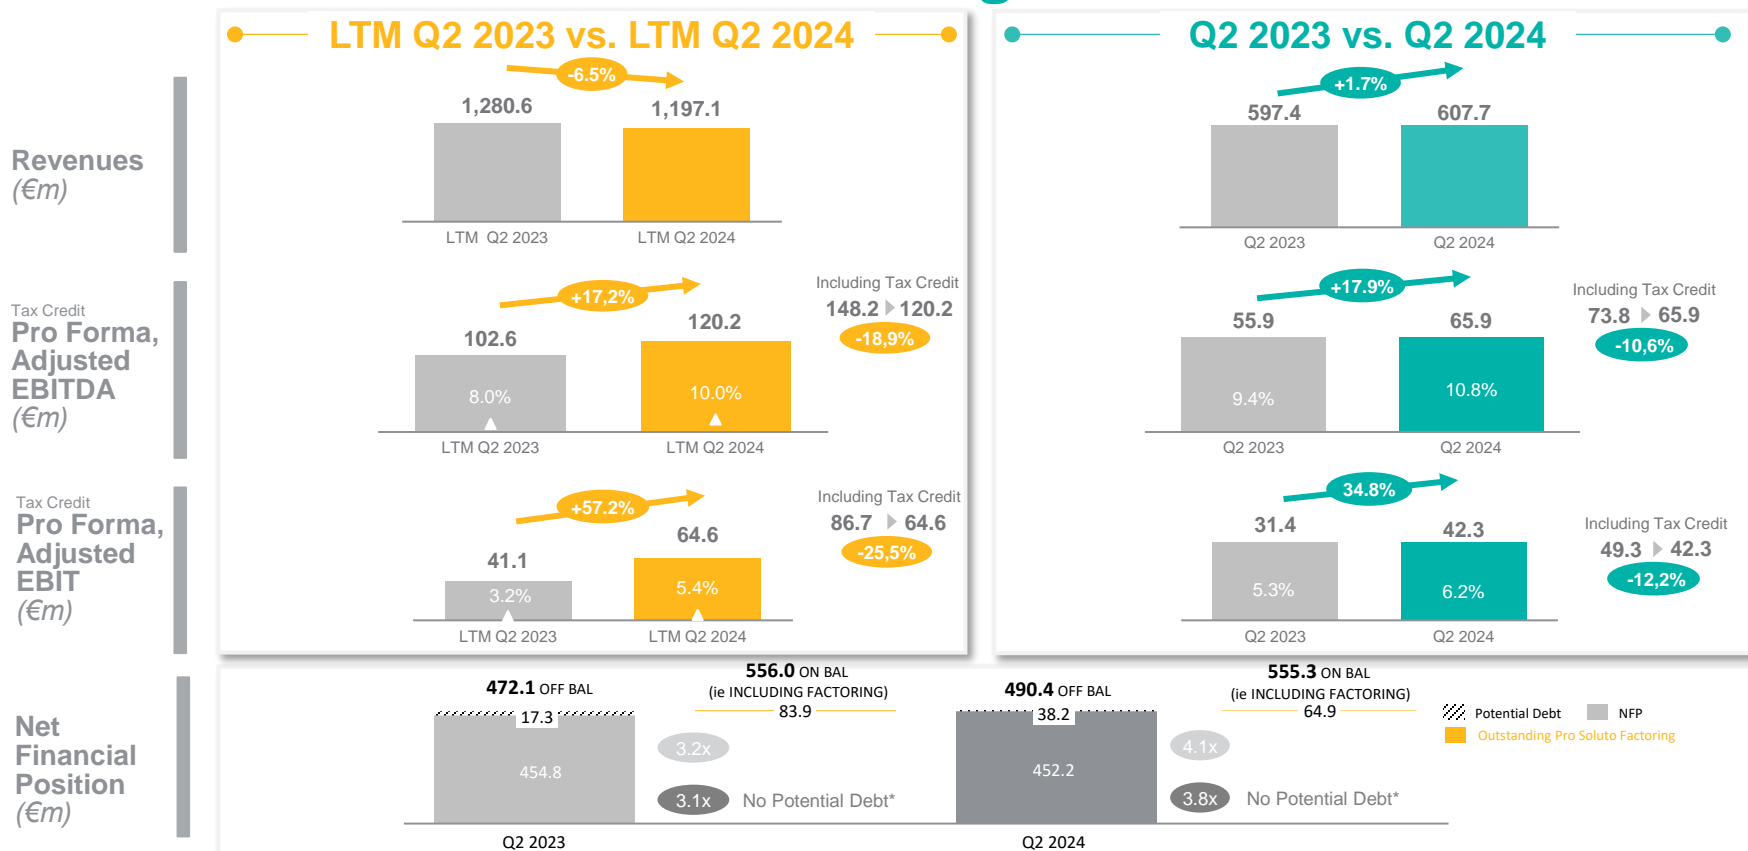 LTM Q2 2023 vs. LTM Q2 2024
Q2 2023 vs. Q2 2024
Revenues
(€m)
-6.5%
1,280.6
1,197.1
LTM Q2 2023
LTM Q2 2024
+1.7%
597.4
607.7
Q2 2023
Q2 2024
Tax Credit
Pro Forma,
Adjusted
EBITDA
(€m)
+17,2%
102.6
120.2
8.0%
10.0%
LTM Q2 2023
LTM Q2 2024
Including Tax Credit
148.2 120.2
-18,9%
+17.9%
55.9
65.9
9.4%
10.8%
Q2 2023
Q2 2024
Including Tax Credit
73.8 65.9
-10,6%
Tax Credit
Pro Forma,
Adjusted
EBIT
(€m)
+57.2%
41.1
64.6
3.2%
5.4%
LTM Q2 2023
LTM Q2 2024
Including Tax Credit
86.7 64.6
-25,5%
34.8%
31.4
42.3
5.3%
6.2%
Q2 2023
Q2 2024
Including Tax Credit
49.3 42.3
-12,2%
Net
Financial
Position
(€m)
472.1 OFF BAL
17.3
454.8
Q2 2023
556.0 ON BAL
(ie INCLUDING FACTORING)
83.9
3.2x
3.1x No Potential Debt*
490.4 OFF BAL
38.2
452.2
Q2 2024
555.3 ON BAL
(ie INCLUDING FACTORING)
64.9
4.1x
3.8x No Potential Debt*
Potential Debt NFP
Outstanding Pro Soluto Factoring